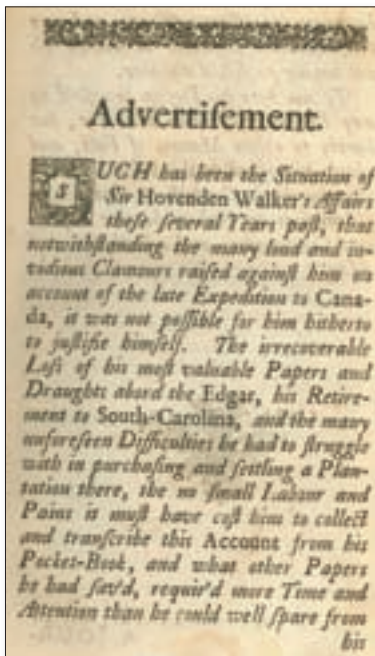 Advertiſement.
SUCH has been the Situation of
Sir Hovenden Walker's Affairs
theſe ſeveral Years paſt, that
notwithſtanding the many loud and in-
vidious Clamours raiſed againſt him on
account of the late Expedition to Cana-
da, it was not poſſible for him hitherto
to juſtifie himſelf. The irrecoverable
Loſs of his moſt valuable Papers and
Draughts abord the Edgar, his Retire-
ment to South-Carolina, and the many
unforeſeen Difficulties he had to ſtruggle
with in purchaſing and ſettling a Plan-
tation there, the no ſmall Labour and
Pains it muſt have coſt him to collect
and tranſcribe this Account from his
Pocket-Book, and what other Papers
he had ſav'd, requir'd more Time and
Attention than he could well ſpare from
his